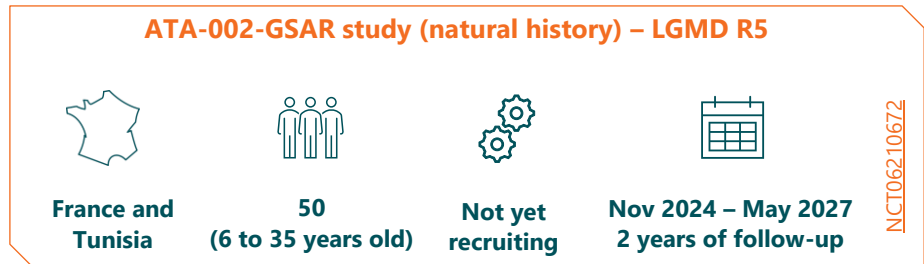 ATA-002-GSAR study (natural history) – LGMD R5
France and
Tunisia
50
(6 to 35 years old)
Not yet
recruiting
Nov 2024 – May 2027
2 years of follow-up
NCT06210672